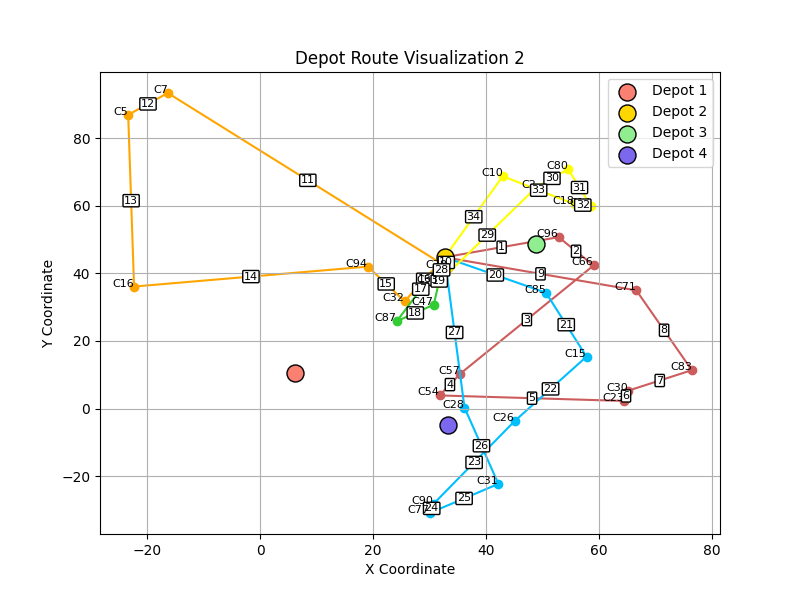 Depot Route Visualization 2
Depot 1
Depot 2
Depot 3
Depot 4
Y Coordinate
X Coordinate
80
60
40
20
0
−20
−20
0
20
40
60
80
C7
C5
12
11
13
C16
14
C94
15
C32
17
C87
18
C47
19
28
C10
34
29
33
30
C80
31
C18
32
C96
1
2
C66
20
9
C85
C71
3
21
8
27
C15
C57
C83
4
22
7
C54
C30
5
C23
6
C28
C26
26
23
C31
C90
25
24